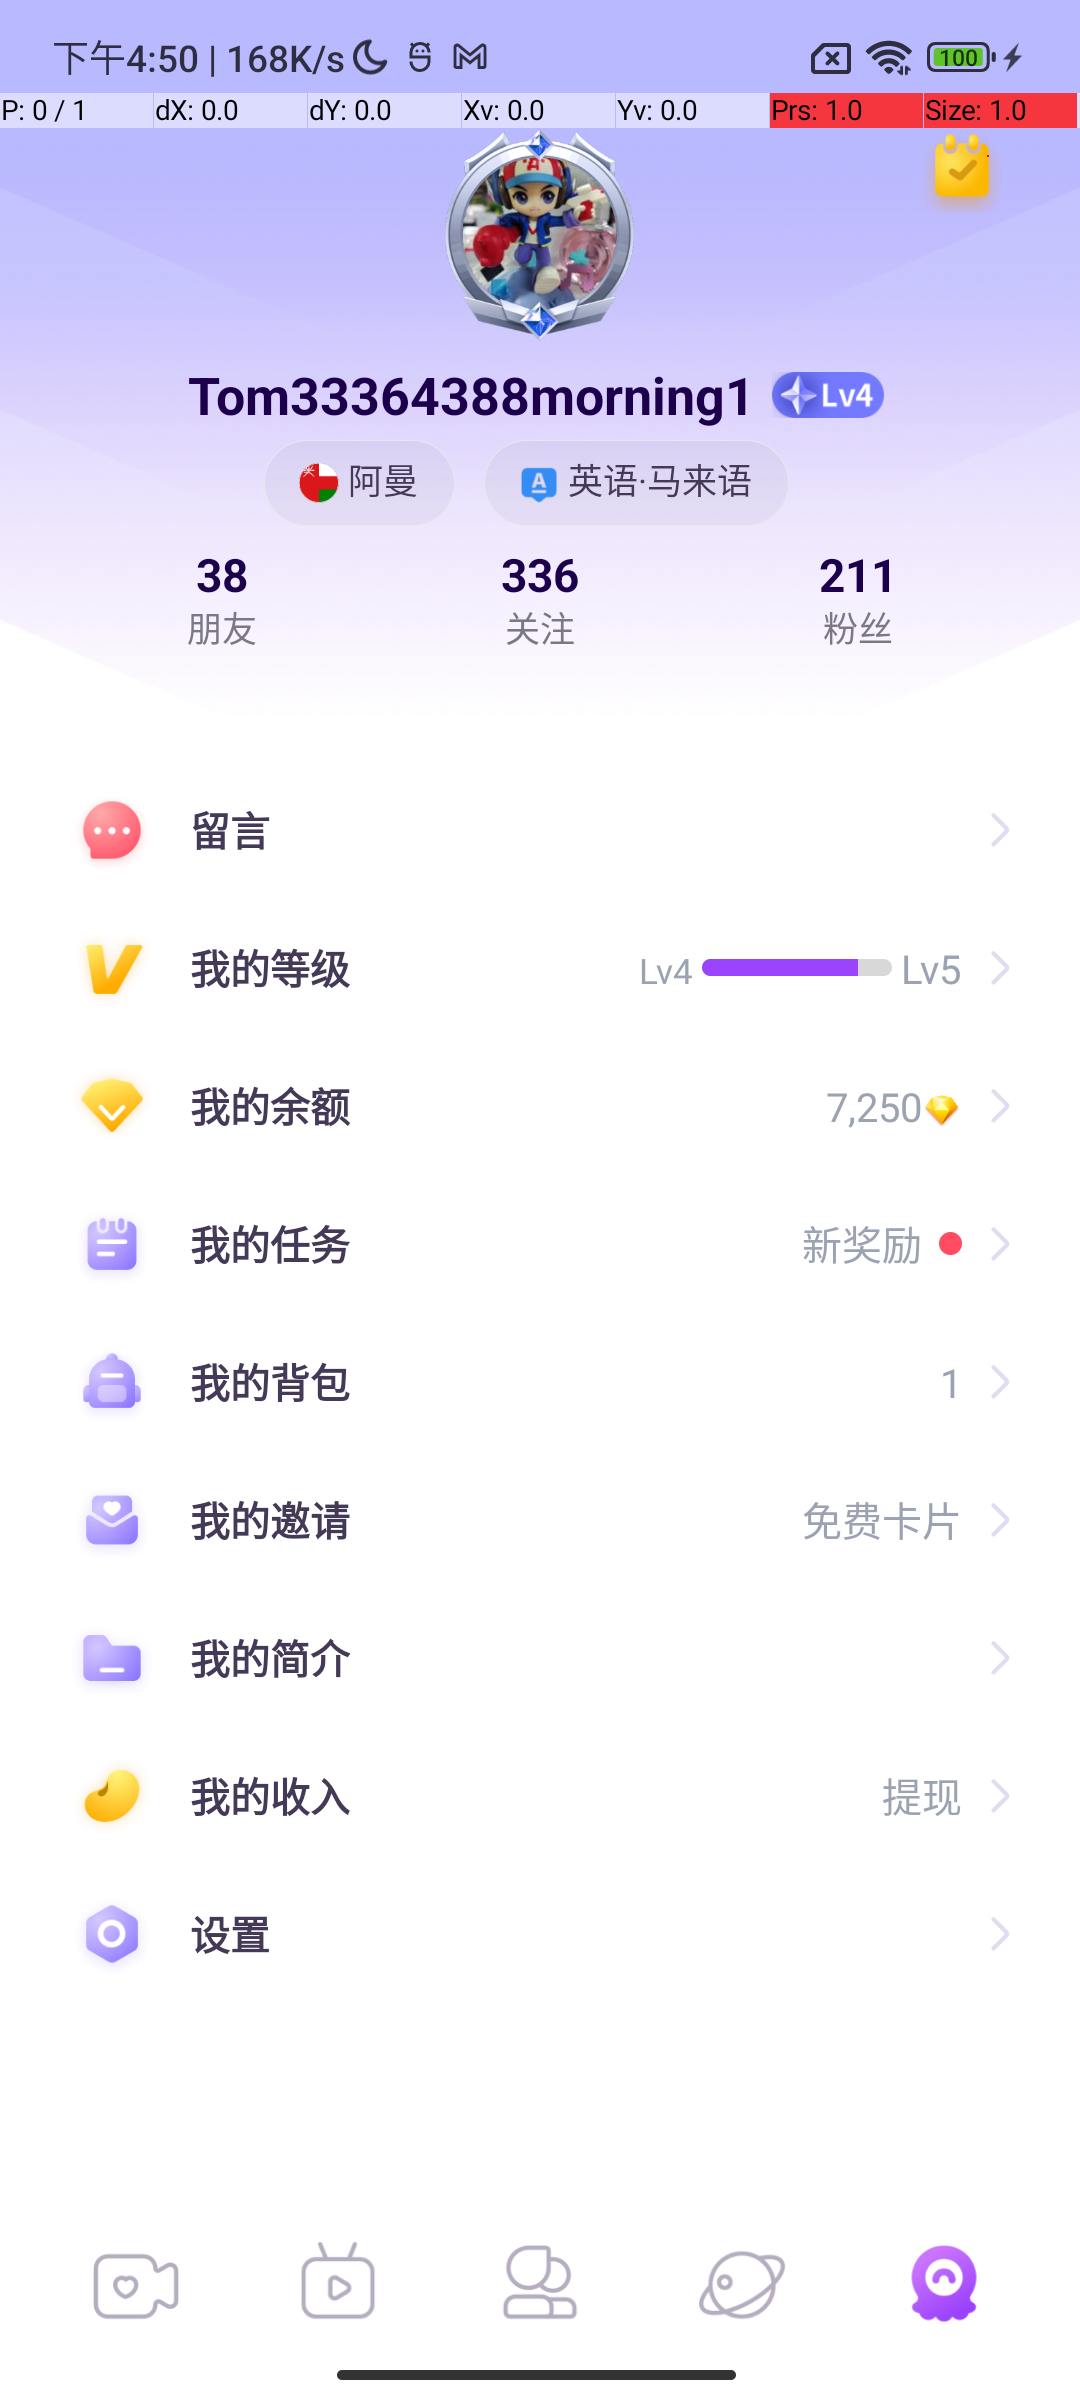 下午4:50 | 168K/s
100
P: 0 / 1
dX: 0.0
dY: 0.0
Xv: 0.0
Yv: 0.0
Prs: 1.0
Size: 1.0
A
Tom33364388morning1
Lv4
阿曼
A
英语·马来语
38
336
211
朋友
关注
粉丝
留言
我的等级
Lv4
Lv5
我的余额
7,250
我的任务
新奖励
我的背包
1
我的邀请
免费卡片
我的简介
我的收入
提现
设置